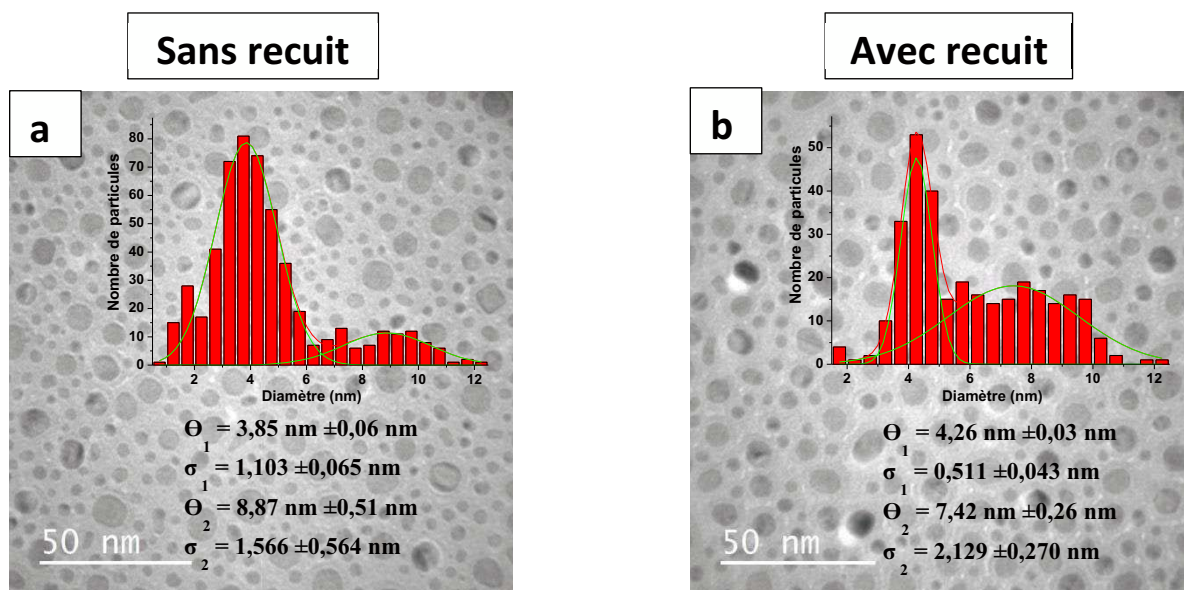 Sans recuit
Avec recuit
a
Nombre de particules
80
70
60
50
40
30
20
10
0
2 4 6 8 10 12
Diamètre (nm)
Ө1 = 3,85 nm ±0,06 nm
σ1 = 1,103 ±0,065 nm
Ө2 = 8,87 nm ±0,51 nm
σ2 = 1,566 ±0,564 nm
50 nm
b
Nombre de particules
50
40
30
20
10
0
2 4 6 8 10 12
Diamètre (nm)
Ө1 = 4,26 nm ±0,03 nm
σ1 = 0,511 ±0,043 nm
Ө2 = 7,42 nm ±0,26 nm
σ2 = 2,129 ±0,270 nm
50 nm